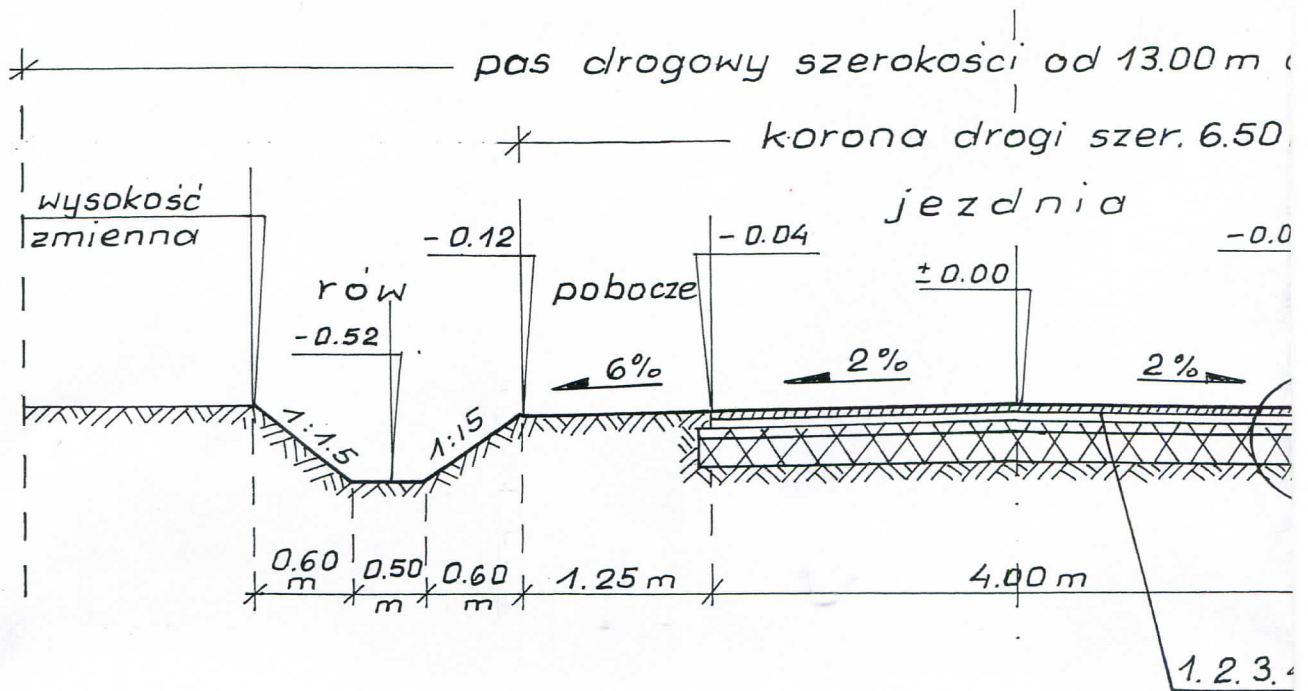 pas drogowy szerokości od 13.00 m
korona drogi szer. 6.50
jezdnia
wysokość
zmienna
-0.12
-0.04
-0.0
± 0.00
rów
pobocze
-0.52
6%
2%
2%
1:1.5
1:15
0.60
m
0.50
m
0.60
m
1.25 m
4.00 m
1. 2. 3.